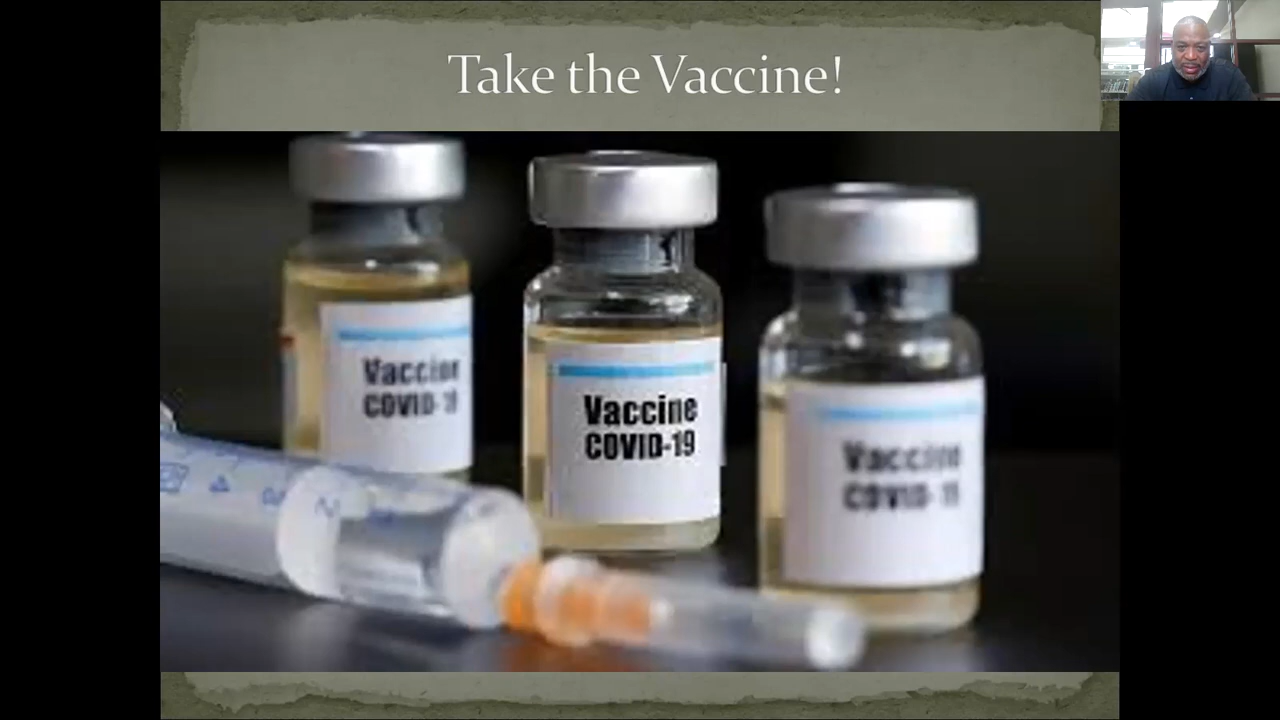 Take the Vaccine!
Vaccine
COVID-19
Vaccine
COVID-19
Vaccine
COVID-19